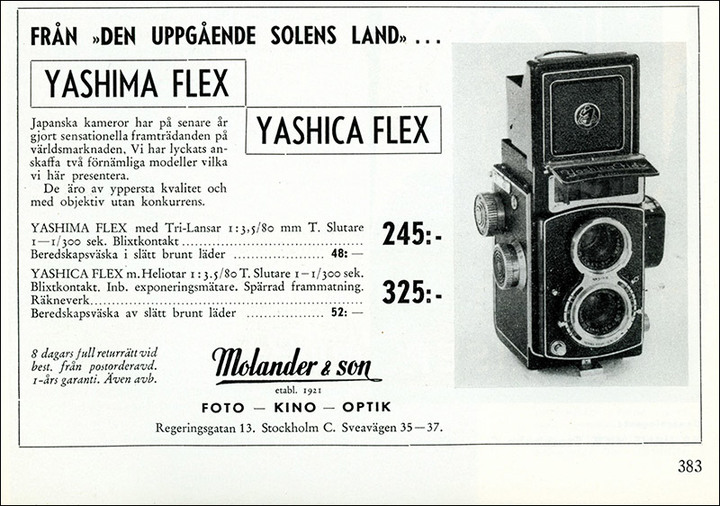 FRÅN »DEN UPPGÅENDE SOLENS LAND» ...
YASHIMA FLEX
YASHICA FLEX
Japanska kameror har på senare år
gjort sensationella framträdanden på
världsmarknaden. Vi har lyckats an-
skaffa två förnämliga modeller vilka
vi här presentera.
De äro av yppersta kvalitet och
med objektiv utan konkurrens.
YASHIMA FLEX med Tri-Lansar 1:3,5/80 mm T. Slutare
1—1/300 sek. Blixtkontakt ........................................
Beredskapsväska i slätt brunt läder .................... 48: —
245:-
YASHICA FLEX m. Heliotar 1:3.5/80 T. Slutare 1—1/300 sek.
Blixtkontakt. Inb. exponeringsmätare. Spärrad frammatning.
Räkneverk........................................................
Beredskapsväska av slätt brunt läder ................. 52: —
325:-
8 dagars full returrätt vid
best. från postorderavd.
1-års garanti. Även avb.
Molander & son
etabl. 1921
FOTO — KINO — OPTIK
Regeringsgatan 13. Stockholm C. Sveavägen 35—37.
383